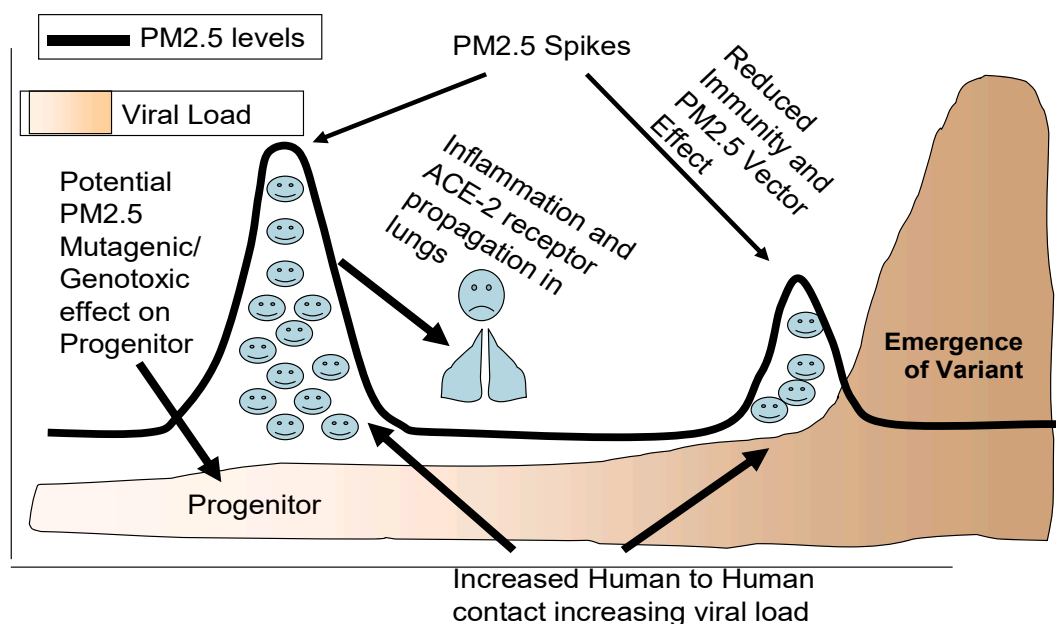 PM2.5 levels
Viral Load
PM2.5 Spikes
Reduced
Immunity and
PM2.5 Vector
Effect
Potential
PM2.5
Mutagenic/
Genotoxic
effect on
Progenitor
Inflammation and
ACE-2 receptor
propagation in
lungs
Emergence
of Variant
Progenitor
Increased Human to Human
contact increasing viral load